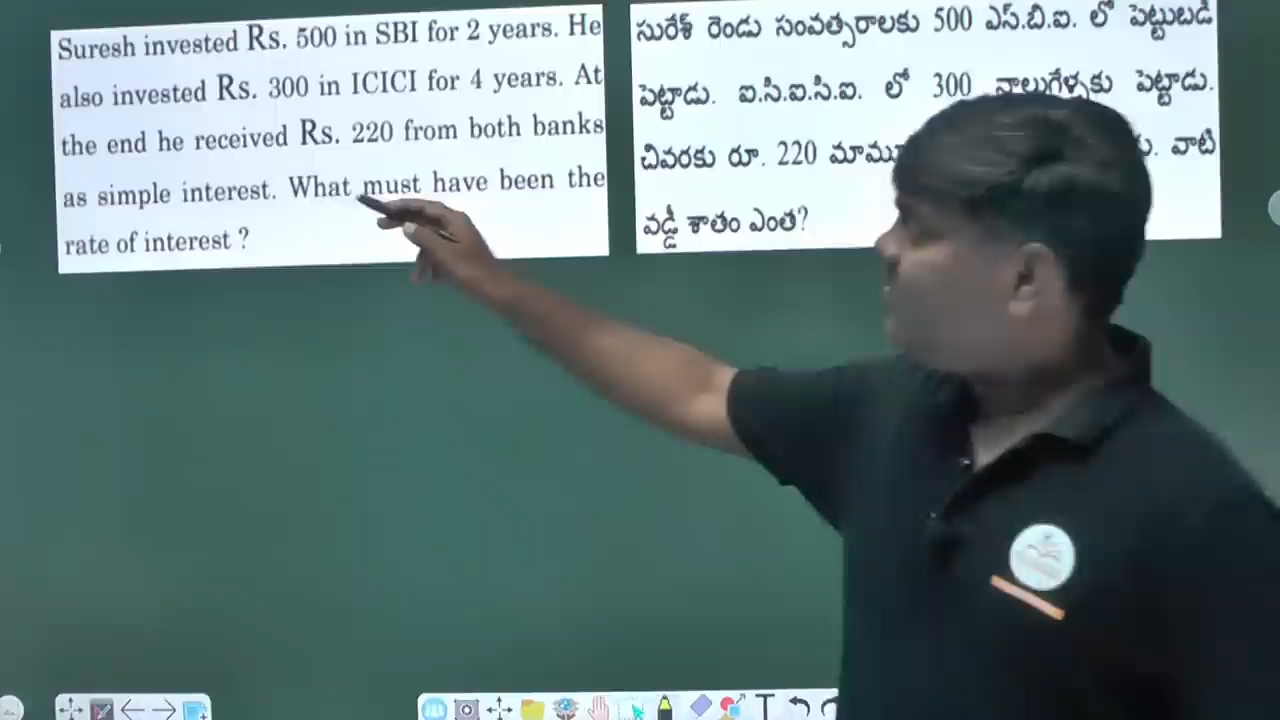 Suresh invested Rs. 500 in SBI for 2 years. He
also invested Rs. 300 in ICICI for 4 years. At
the end he received Rs. 220 from both banks
as simple interest. What must have been the
rate of interest ?
సురేశ్ రెండు సంవత్సరాలకు 500 ఎస్.బి.ఐ. లో పెట్టుబడి
పెట్టాడు. ఐ.సి.ఐ.సి.ఐ. లో 300 నాలుగేళ్ళకు పెట్టాడు.
చివరకు రూ. 220 వాటి
వడ్డీ శాతం ఎంత?